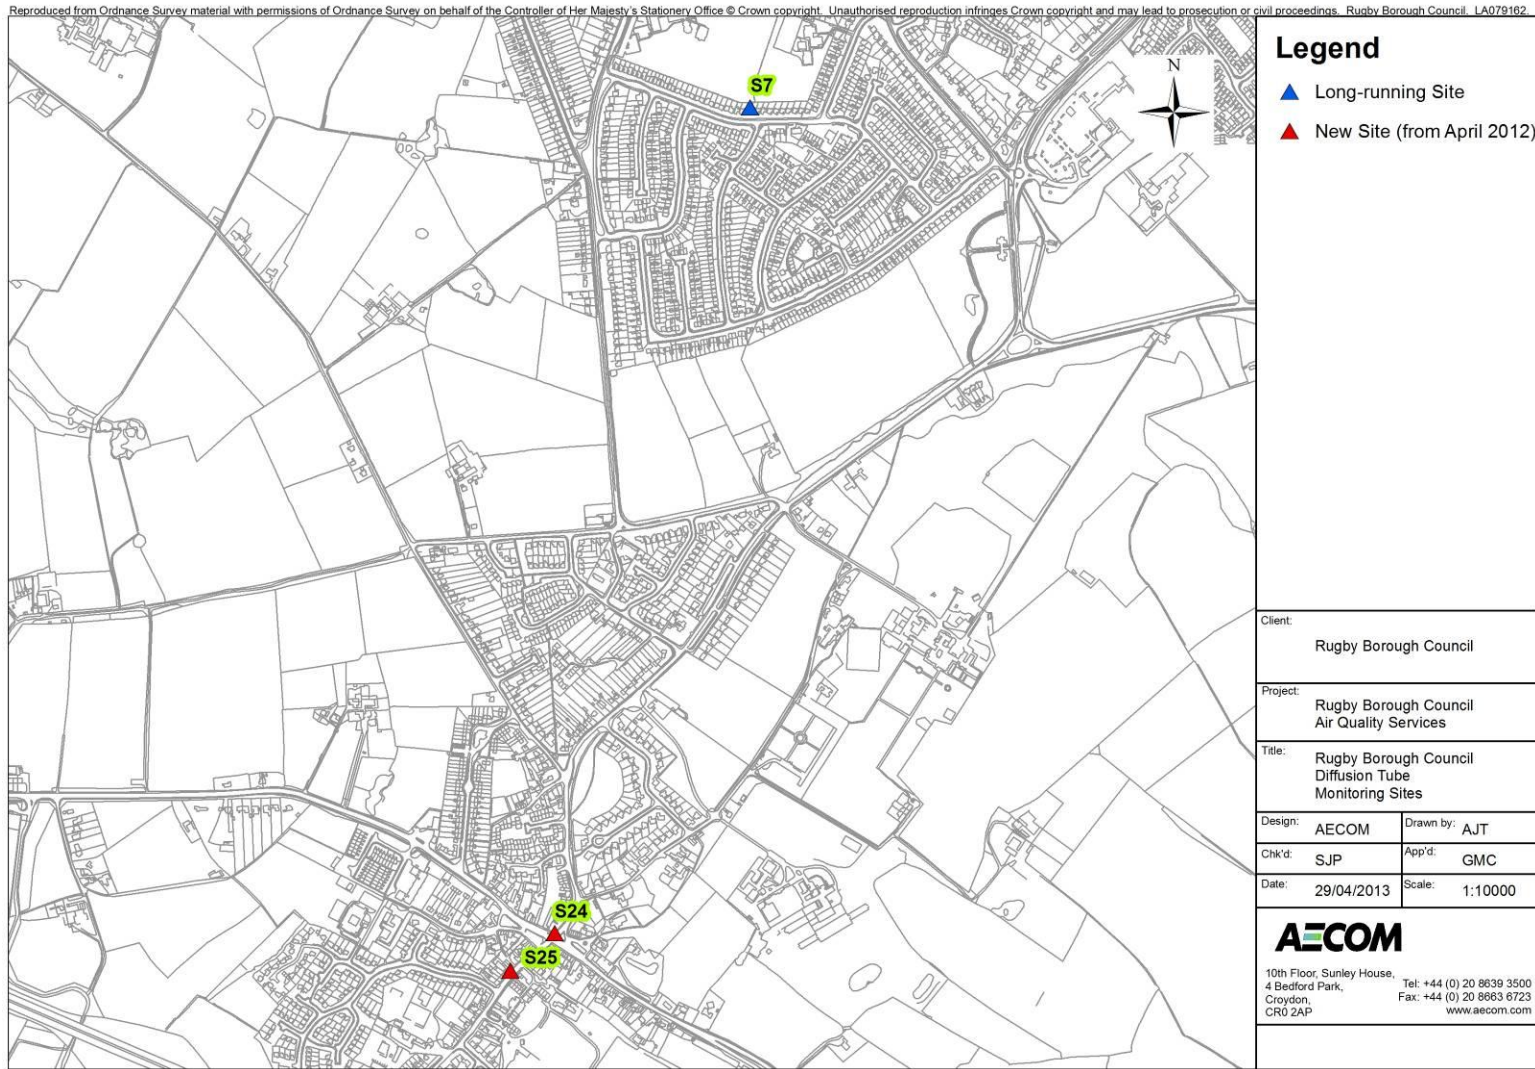 Reproduced from Ordnance Survey material with permissions of Ordnance Survey on behalf of the Controller of Her Majesty's Stationery Office © Crown copyright. Unauthorised reproduction infringes Crown copyright and may lead to prosecution or civil proceedings. Rugby Borough Council. LA079162.
S7
S24
S25
Legend
N
Long-running Site
New Site (from April 2012)
Client:
Rugby Borough Council
Project:
Rugby Borough Council
Air Quality Services
Title:
Rugby Borough Council
Diffusion Tube
Monitoring Sites
Design: AECOM Drawn by: AJT
Chk'd: SJP App'd: GMC
Date: 29/04/2013 Scale: 1:10000
AECOM
10th Floor, Sunley House,
4 Bedford Park,
Croydon,
CR0 2AP
Tel: +44 (0) 20 8639 3500
Fax: +44 (0) 20 8663 6723
www.aecom.com